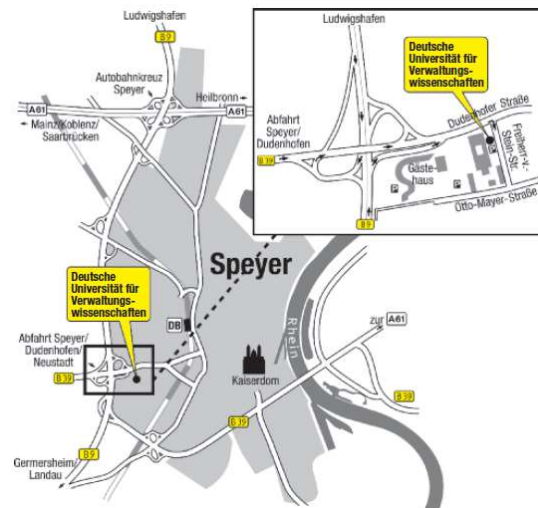 Ludwigshafen
B9
Autobahnkreuz
Speyer
Heilbronn
A61
A61
Mainz/Koblenz/
Saarbrücken
Speyer
Deutsche
Universität für
Verwaltungs-
wissenschaften
DB
Abfahrt Speyer/
Dudenhofen/
Neustadt
B39
Kaiserdom
Rhein
zur A61
B39
B39
B9
Germersheim/
Landau
Ludwigshafen
Deutsche
Universität für
Verwaltungs-
wissenschaften
Abfahrt
Speyer/
Dudenhofen
B39
Dudenhofer Straße
Freiherr-v.-
Stein-Str.
Gäste-
haus
P
P
P
Otto-Mayer-Straße
B9